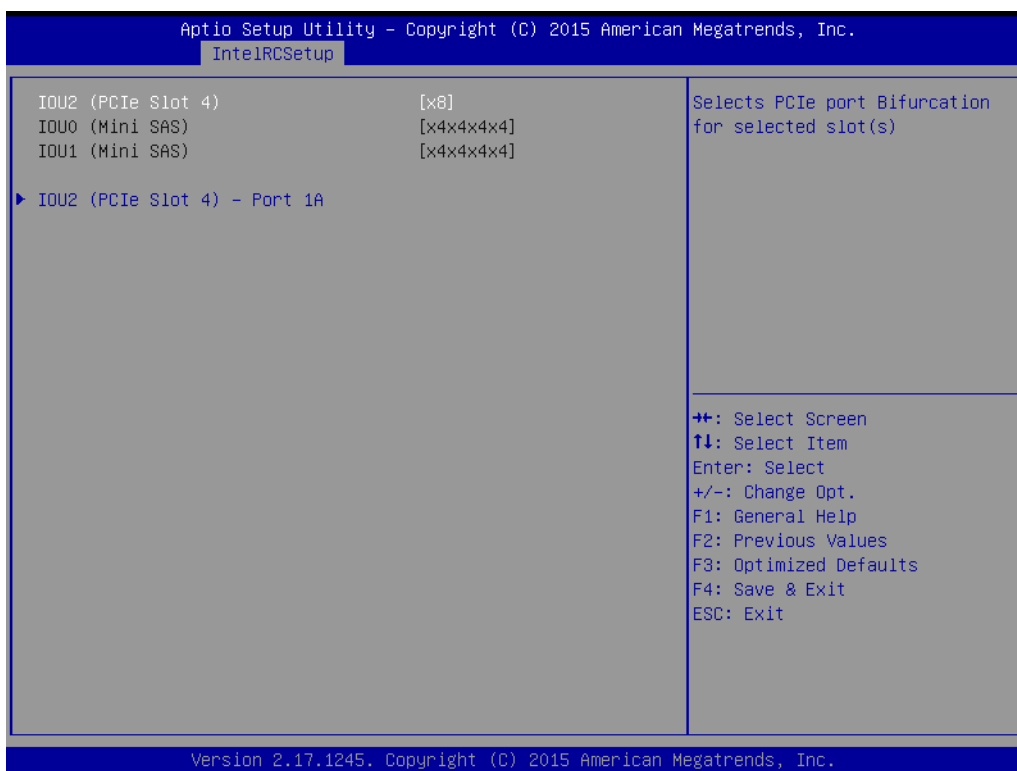 Aptio Setup Utility – Copyright (C) 2015 American Megatrends, Inc.
IntelRCSetup
IOU2 (PCIe Slot 4) [x8]
IOU0 (Mini SAS) [x4x4x4x4]
IOU1 (Mini SAS) [x4x4x4x4]
▶ IOU2 (PCIe Slot 4) – Port 1A
Selects PCIe port Bifurcation
for selected slot(s)
→←: Select Screen
↑↓: Select Item
Enter: Select
+/-: Change Opt.
F1: General Help
F2: Previous Values
F3: Optimized Defaults
F4: Save & Exit
ESC: Exit
Version 2.17.1245. Copyright (C) 2015 American Megatrends, Inc.